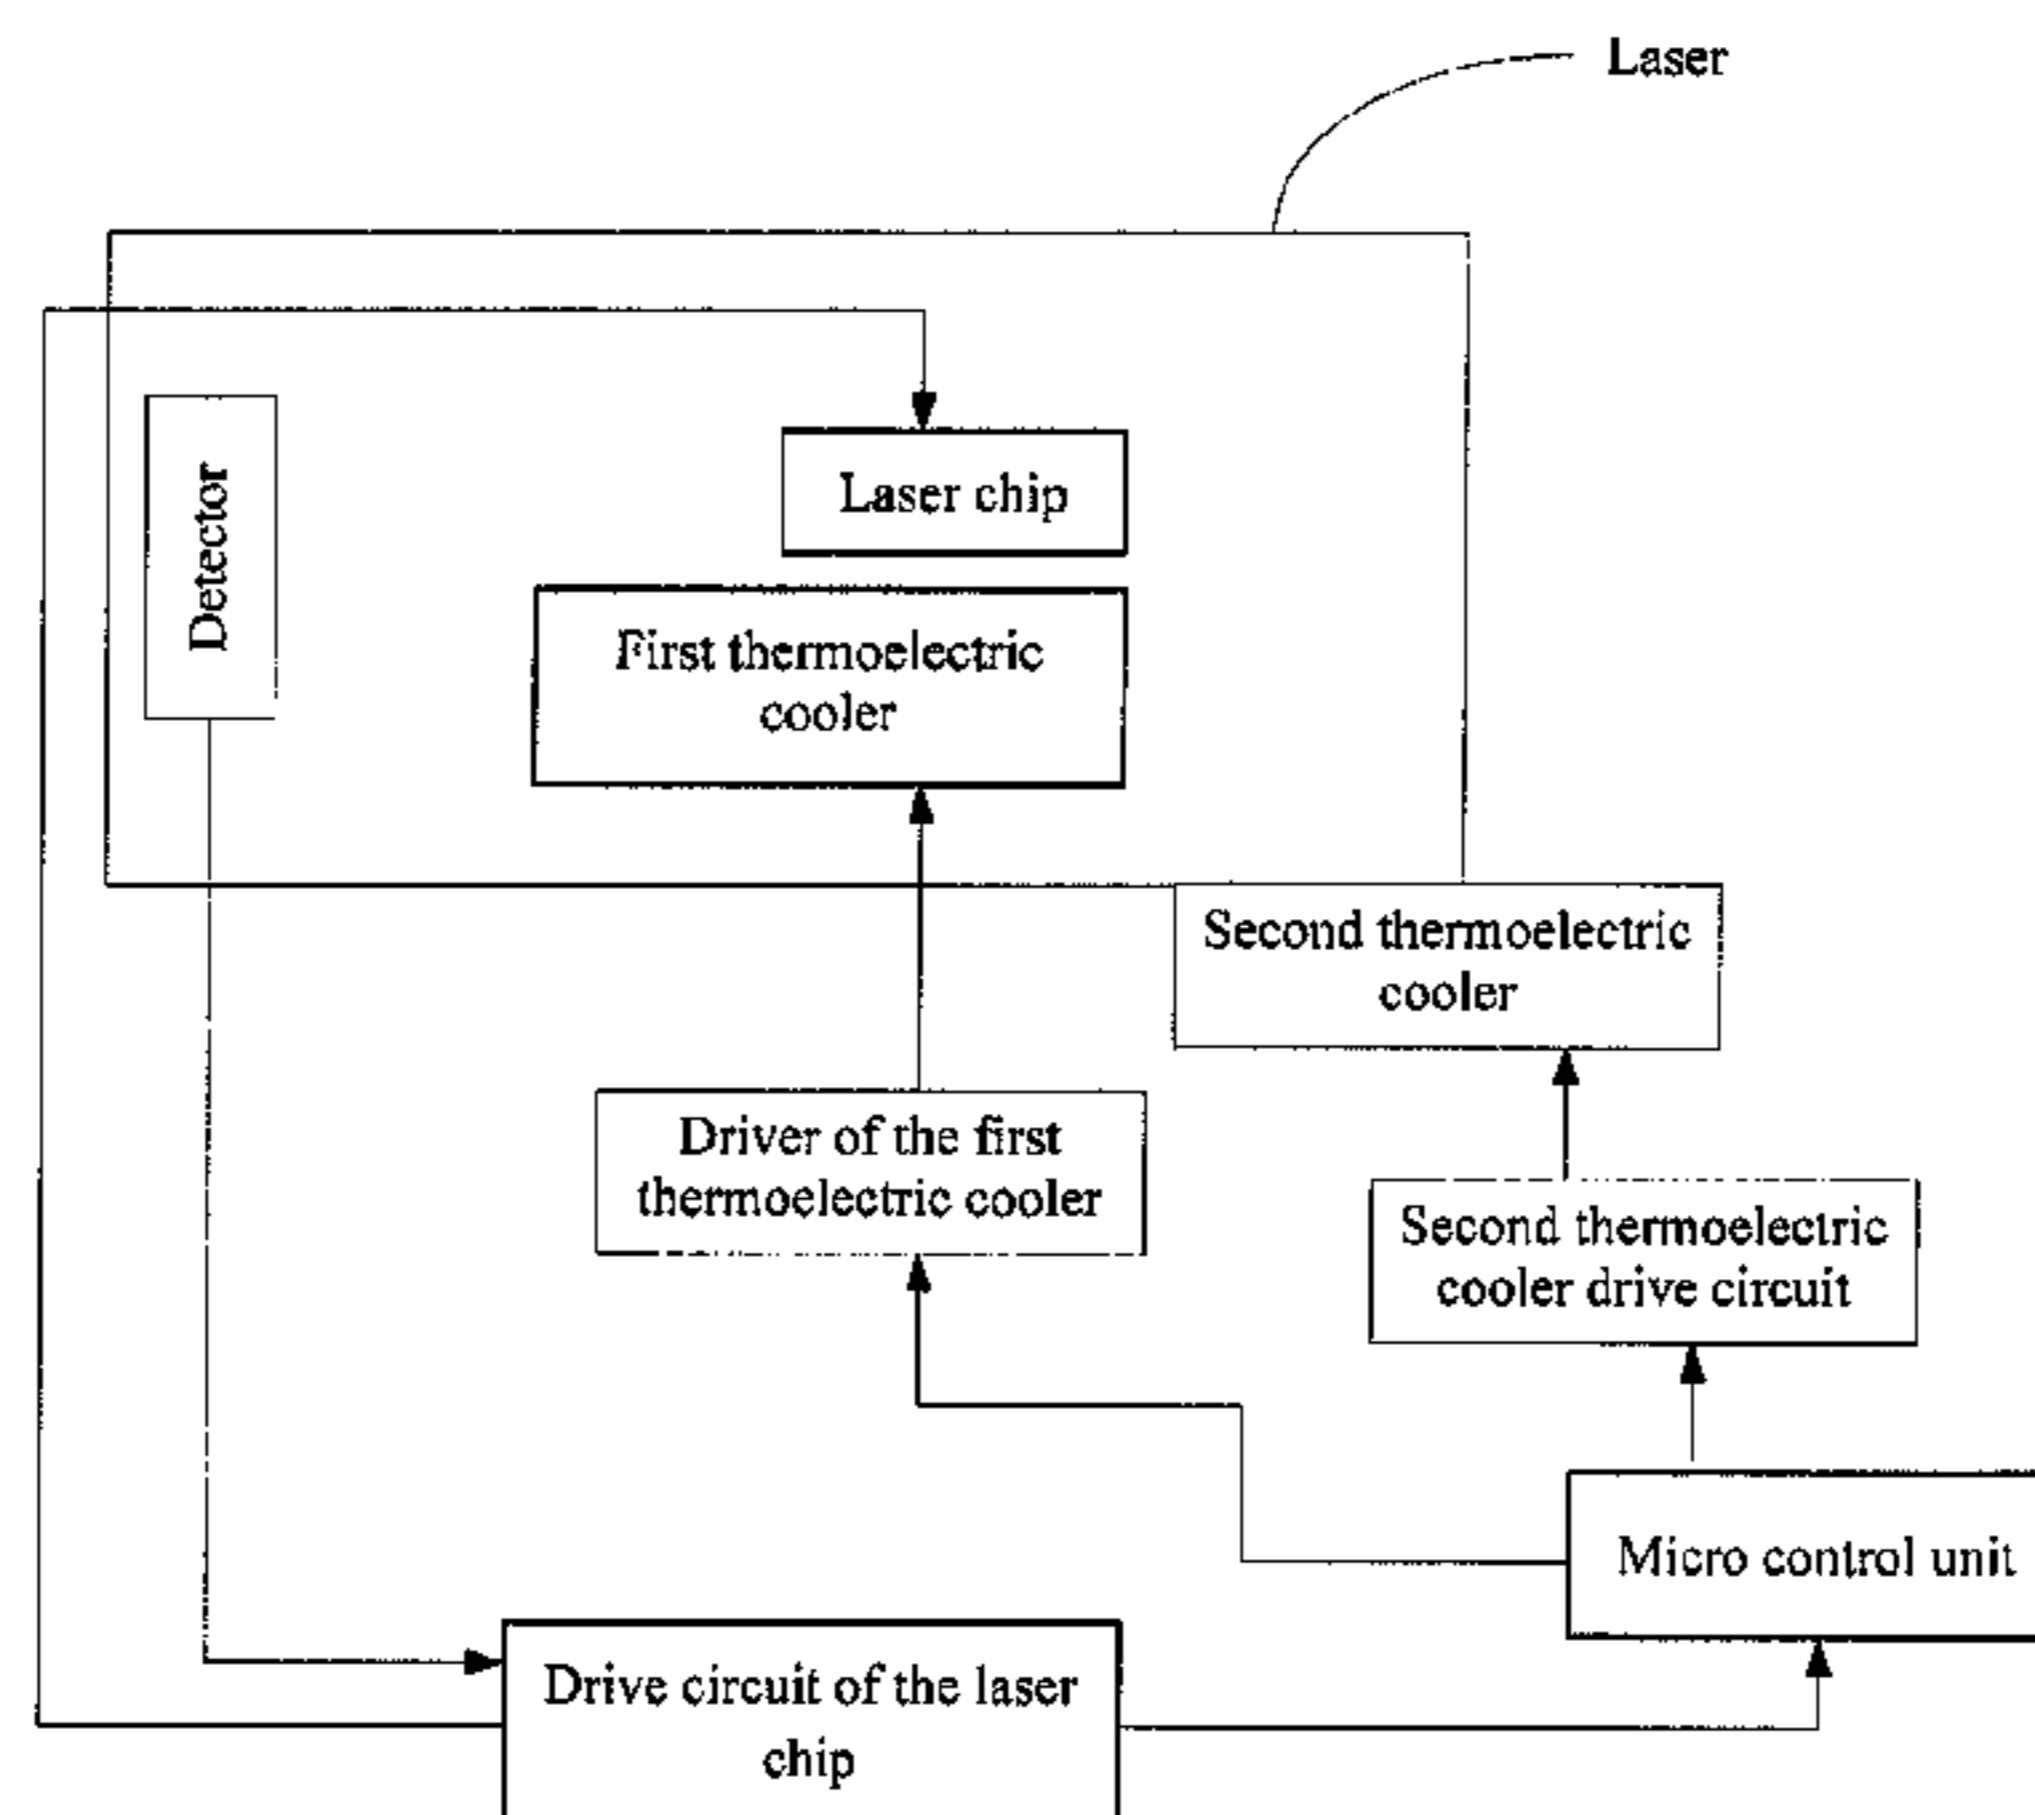 Laser
Laser chip
Detector
First thermoelectric
cooler
Second thermoelectric
cooler
Driver of the first
thermoelectric cooler
Second thermoelectric
cooler drive circuit
Micro control unit
Drive circuit of the laser
chip